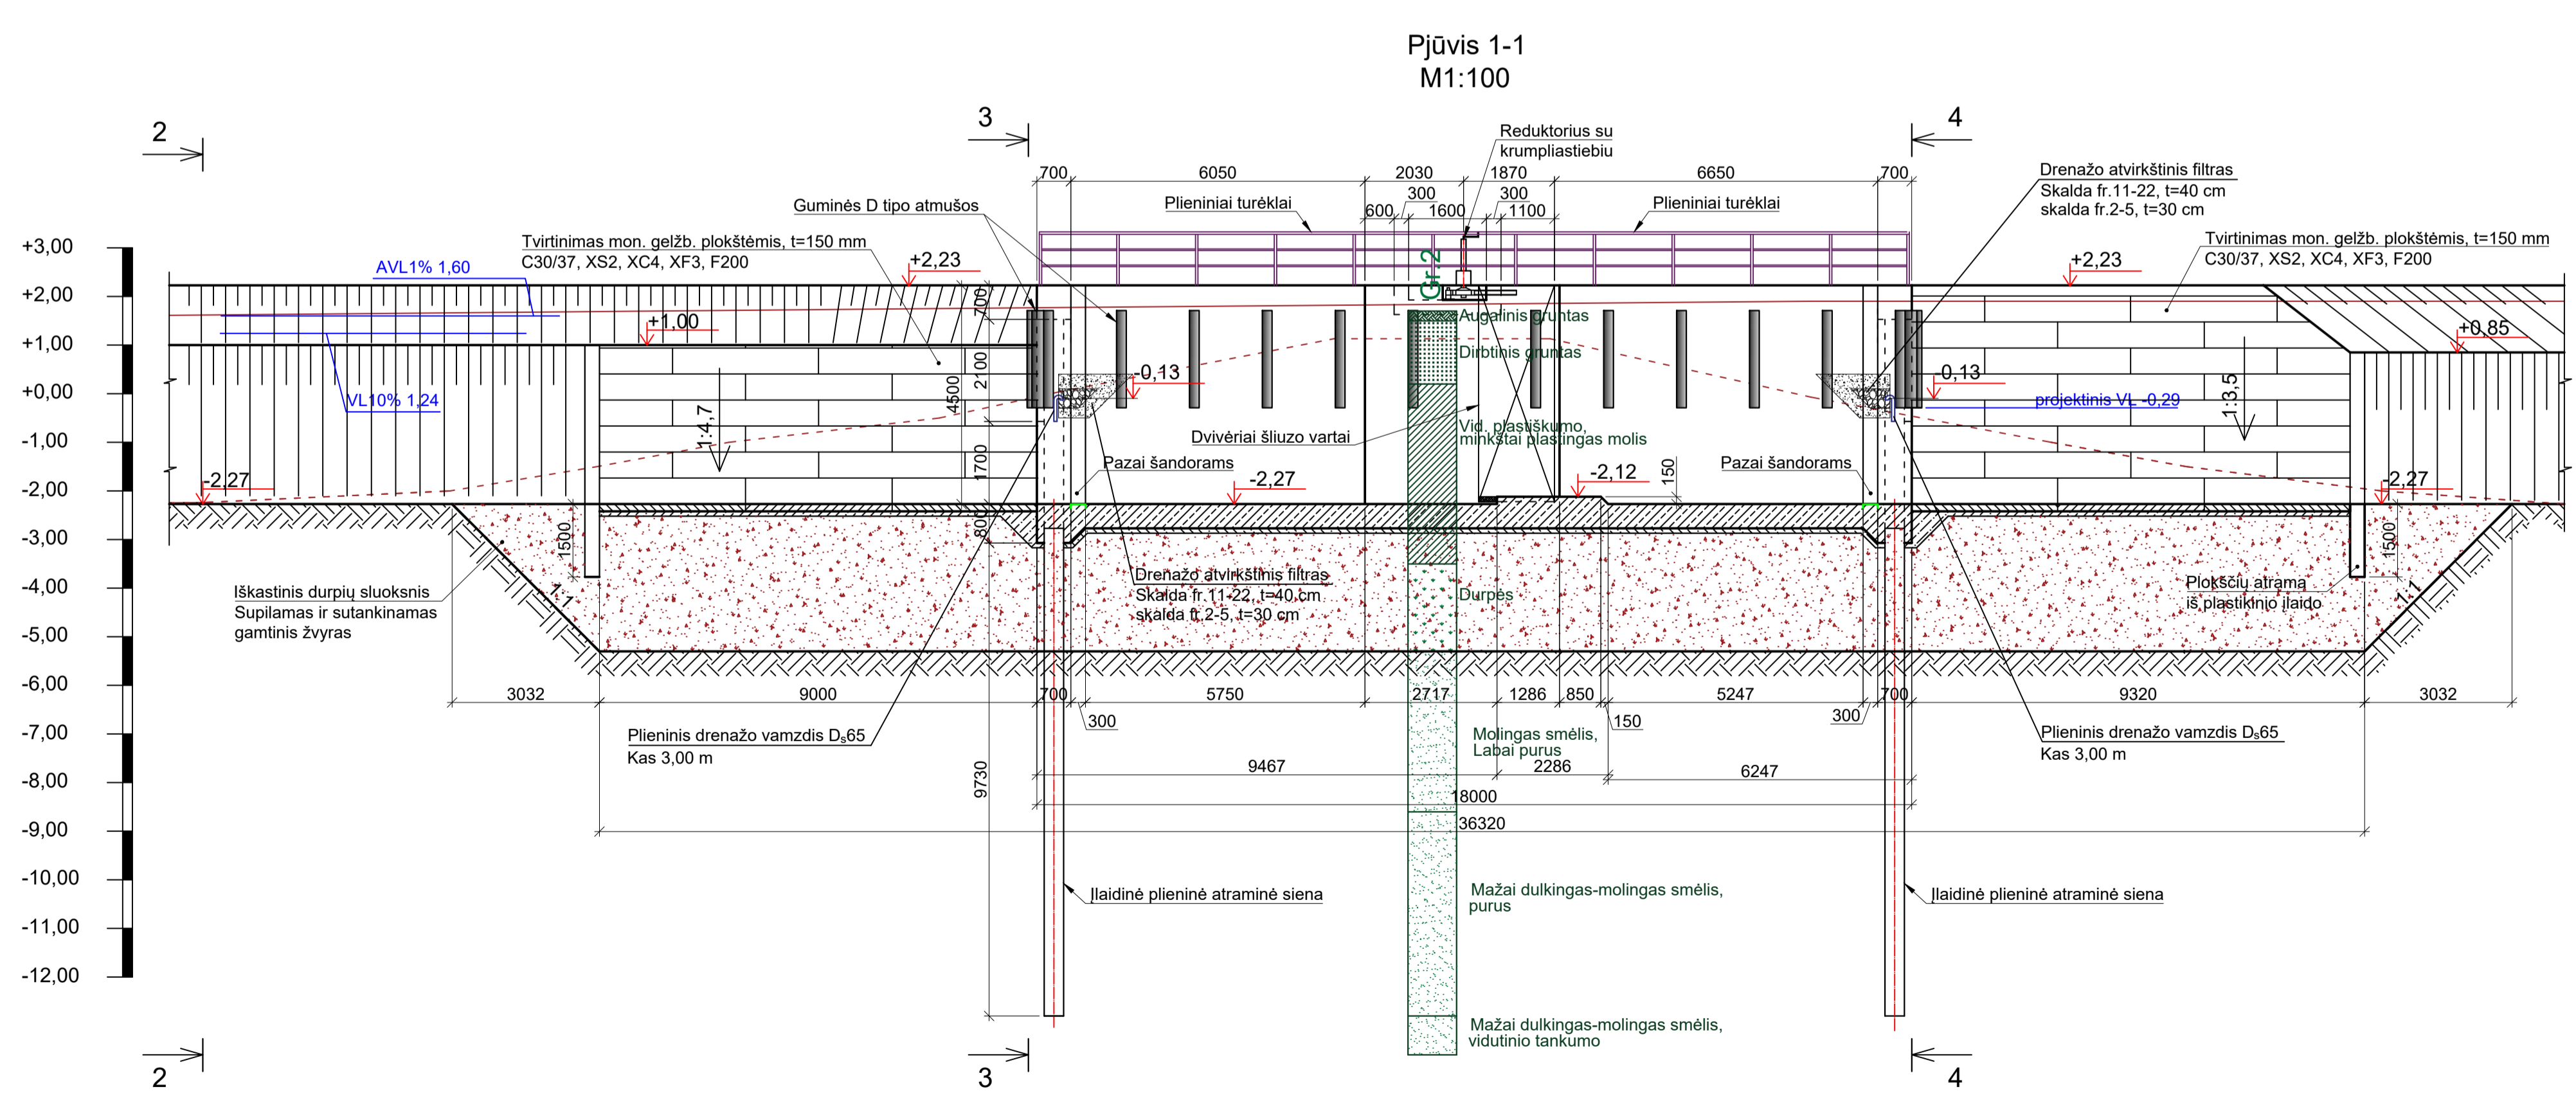 Pjūvis 1-1
M1:100
2
3
4
Reduktorius su
krumpliastiebiu
Drenažo atvirkštinis filtras
Skalda fr.11-22, t=40 cm
skalda fr.2-5, t=30 cm
700
6050
2030
1870
6650
700
300
300
600
1600
1100
Guminės D tipo atmušos
Plieniniai turėklai
Plieniniai turėklai
Tvirtinimas mon. gelžb. plokštėmis, t=150 mm
C30/37, XS2, XC4, XF3, F200
Tvirtinimas mon. gelžb. plokštėmis, t=150 mm
C30/37, XS2, XC4, XF3, F200
+3,00
+2,00
+1,00
+0,00
-1,00
-2,00
-3,00
-4,00
-5,00
-6,00
-7,00
-8,00
-9,00
-10,00
-11,00
-12,00
AVL1% 1,60
+2,23
+2,23
Gr.2
700
+1,00
+0,85
Augalinis gruntas
Dirbtinis gruntas
2100
4500
-0,13
-0,13
VL10% 1,24
projektinis VL -0,29
1:4,7
1:3,5
Vid. plastiškumo,
minkštai plastingas molis
Dvivėriai šliuzo vartai
1700
Pazai šandorams
Pazai šandorams
-2,27
-2,27
-2,12
150
-2,27
800
1500
1500
1:1
1:1
Iškastinis durpių sluoksnis
Supilamas ir sutankinamas
gamtinis žvyras
Drenažo atvirkštinis filtras
Skalda fr.11-22, t=40 cm
skalda fr.2-5, t=30 cm
Durpės
Plokščių atrama
iš plastikinio įlaido
3032
9000
700
5750
2717
1286
850
5247
700
9320
3032
300
150
300
Plieninis drenažo vamzdis Dₛ65
Kas 3,00 m
Molingas smėlis,
Labai purus
Plieninis drenažo vamzdis Dₛ65
Kas 3,00 m
9730
9467
2286
6247
18000
36320
Įlaidinė plieninė atraminė siena
Mažai dulkingas-molingas smėlis,
purus
Įlaidinė plieninė atraminė siena
Mažai dulkingas-molingas smėlis,
vidutinio tankumo
2
3
4